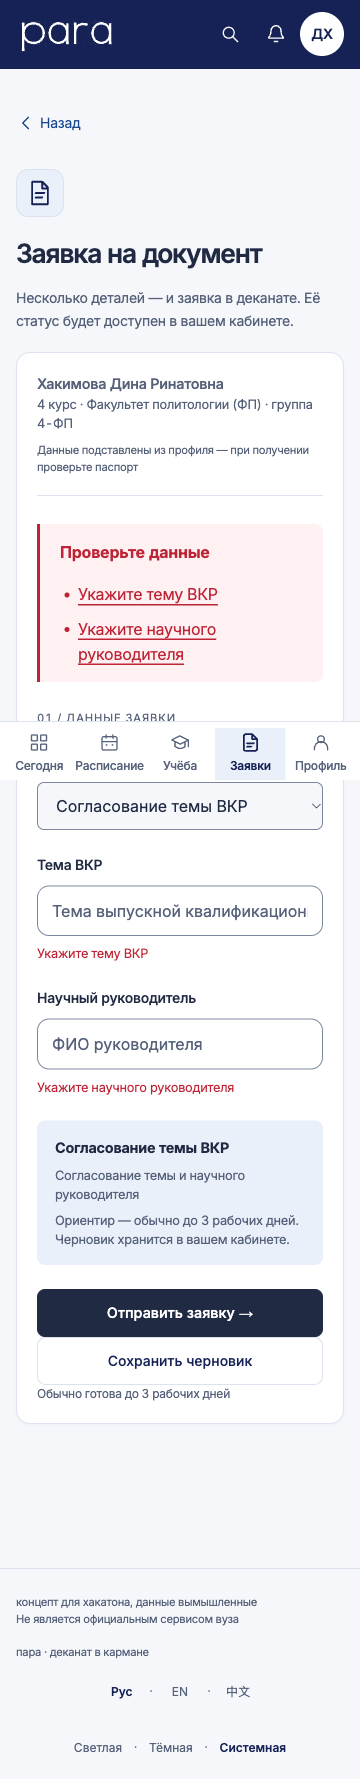 para
ДХ
Назад
Заявка на документ
Несколько деталей — и заявка в деканате. Её
статус будет доступен в вашем кабинете.
Хакимова Дина Ринатовна
4 курс · Факультет политологии (ФП) · группа
4-ФП
Данные подставлены из профиля — при получении
проверьте паспорт
Проверьте данные
• Укажите тему ВКР
• Укажите научного
руководителя
01 / ДАННЫЕ ЗАЯВКИ
Сегодня Расписание Учёба Заявки Профиль
Согласование темы ВКР
Тема ВКР
Тема выпускной квалификацион
Укажите тему ВКР
Научный руководитель
ФИО руководителя
Укажите научного руководителя
Согласование темы ВКР
Согласование темы и научного
руководителя
Ориентир — обычно до 3 рабочих дней.
Черновик хранится в вашем кабинете.
Отправить заявку →
Сохранить черновик
Обычно готова до 3 рабочих дней
концепт для хакатона, данные вымышленные
Не является официальным сервисом вуза
пара · деканат в кармане
Рус · EN · 中文
Светлая · Тёмная · Системная